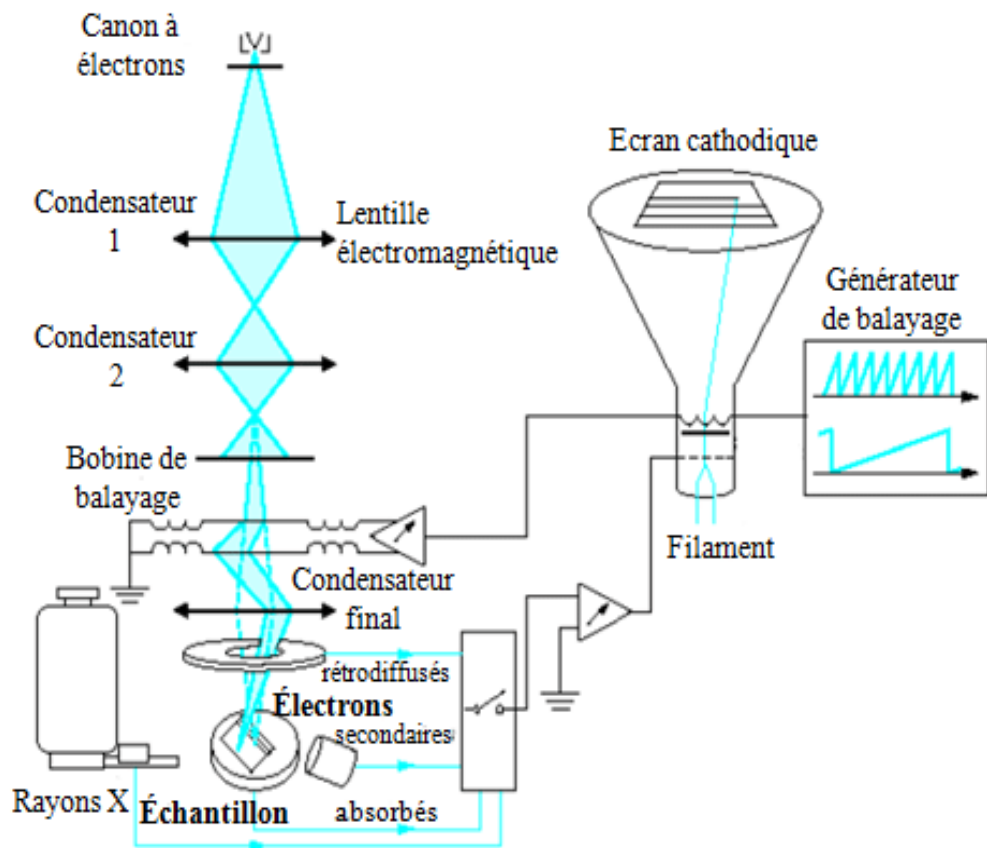 Canon à
électrons
Ecran cathodique
Condensateur
1
Lentille
électromagnétique
Générateur
de balayage
Condensateur
2
Bobine de
balayage
Filament
Condensateur
final
rétrodiffusés
Électrons
secondaires
Rayons X
Échantillon
absorbés